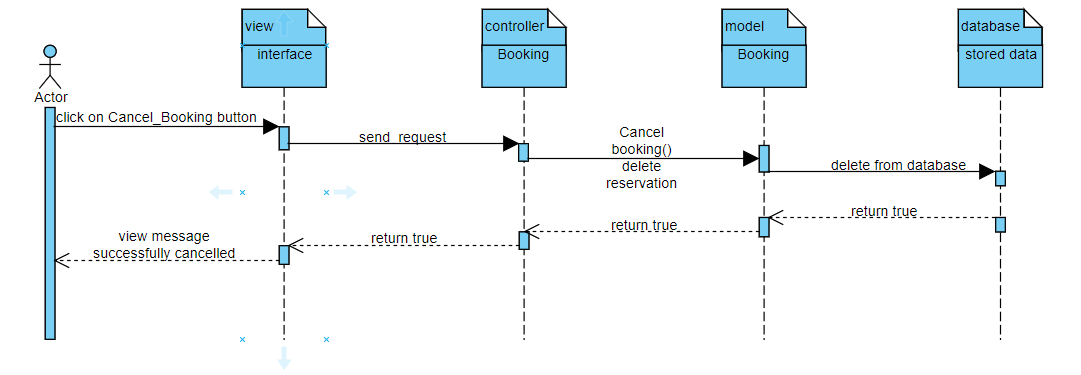 view
controller
model
database
interface
Booking
Booking
stored data
Actor
click on Cancel_Booking button
send_request
Cancel
booking()
delete
reservation
delete from database
return true
return true
return true
view message
successfully cancelled